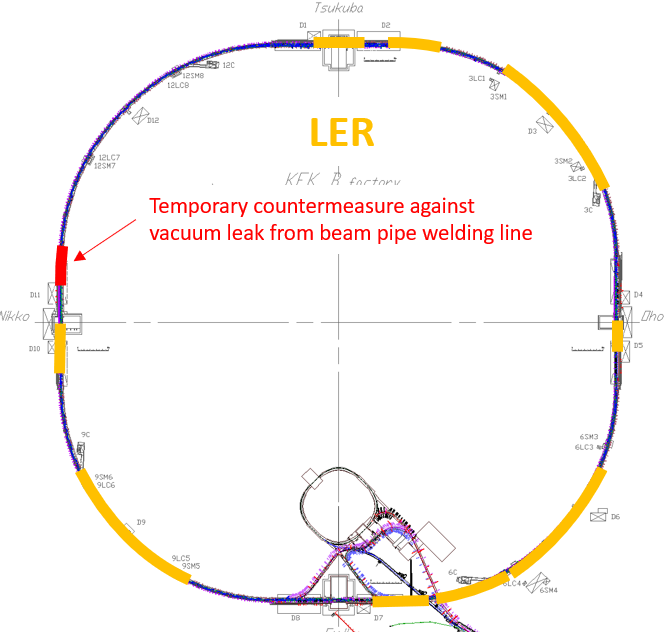 Tsukuba
D1
D2
12C
12SM8
12LC8
3LC1
3SM1
D12
LER
D3
12LC7
12SM7
3SM2
3LC2
KEK B factory
3C
Temporary countermeasure against
vacuum leak from beam pipe welding line
D11
D4
Nikko
Oho
D10
D5
9C
6SM3
6LC3
9SM6
9LC6
D9
D6
9LC5
9SM5
6C
6LC4
6SM4
D8
D7